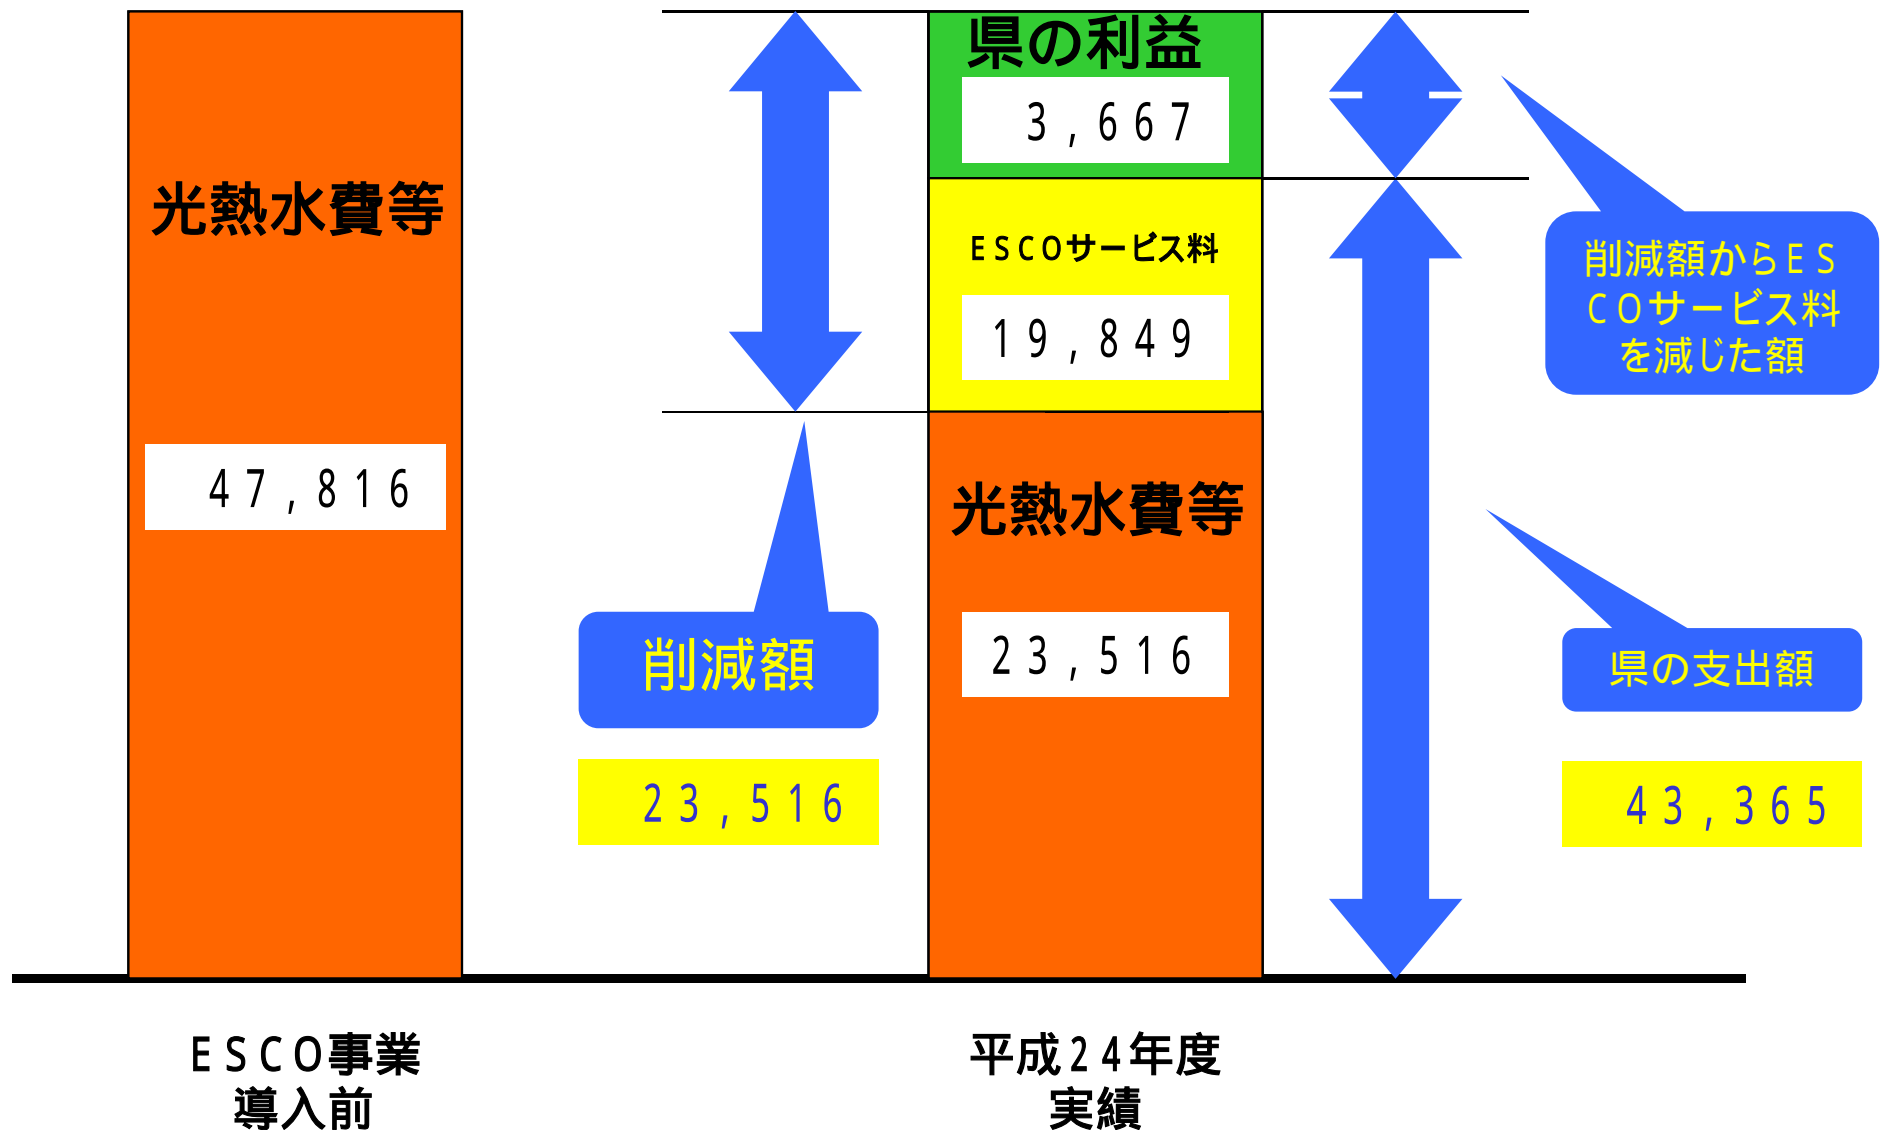 光熱水費等
４７，８１６
県の利益
３，６６７
ＥＳＣＯサービス料
１９，８４９
光熱水費等
２３，５１６
削減額
２３，５１６
削減額からＥＳ
ＣＯサービス料
を減じた額
県の支出額
４３，３６５
ＥＳＣＯ事業
導入前
平成２４年度
実績